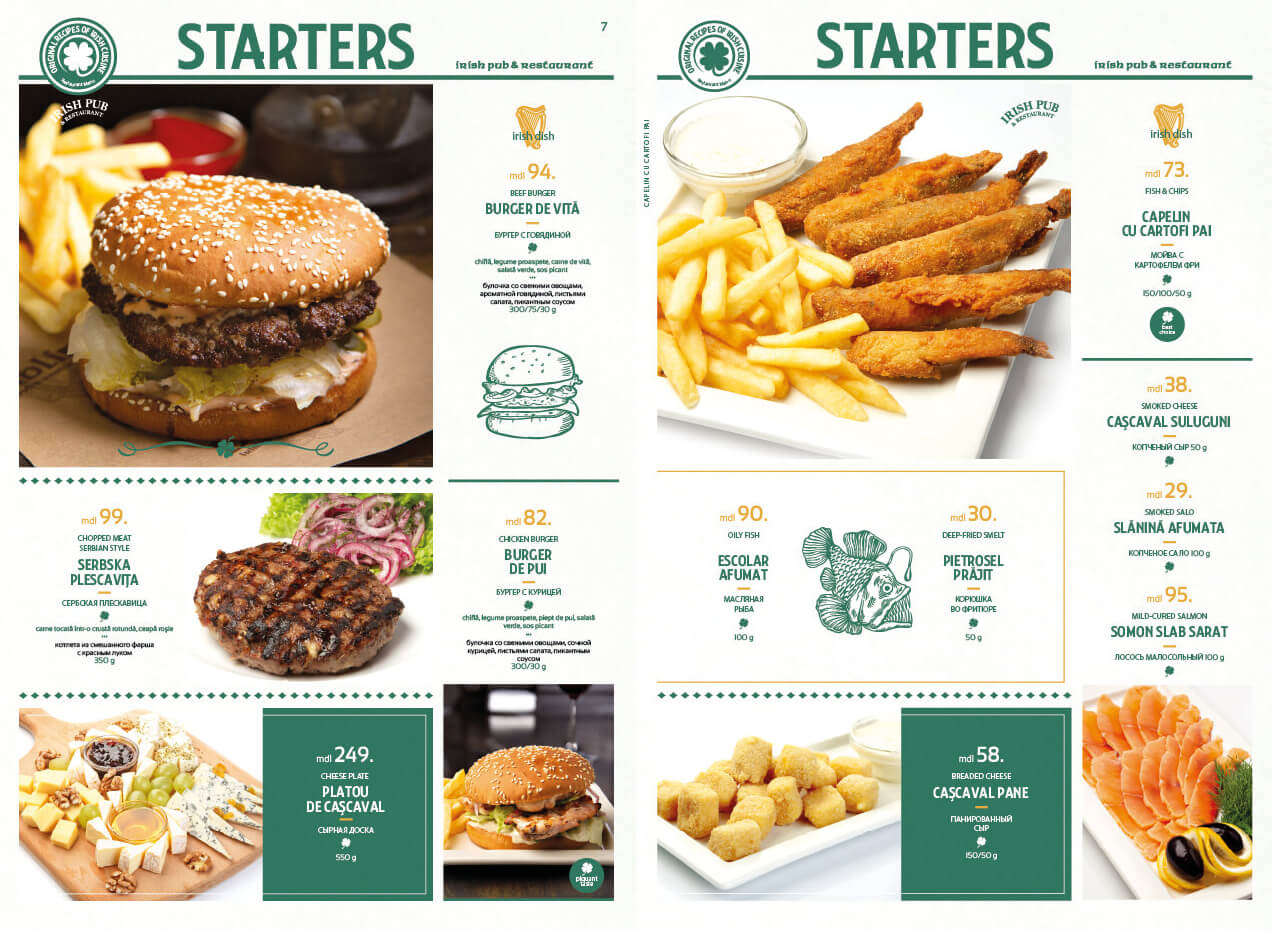 ORIGINAL RECIPES OF IRISH CUISINE
STARTERS
7
irish pub & restaurant
IRISH PUB
& RESTAURANT
irish dish
mdl 94.
BEEF BURGER
BURGER DE VITĂ
БУРГЕР С ГОВЯДИНОЙ
chiflă, legume proaspete, carne de vită,
salată verde, sos picant
***
булочка со свежими овощами,
ароматной говядиной, листьями
салата, пикантным соусом
300/75/30 g
mdl 99.
CHOPPED MEAT
SERBIAN STYLE
SERBSKA
PLESCAVIŢA
СЕРБСКАЯ ПЛЕСКАВИЦА
carne tocată într-o crustă rotundă, ceapă roşie
***
котлета из смешанного фарша
с красным луком
350 g
mdl 82.
CHICKEN BURGER
BURGER
DE PUI
БУРГЕР С КУРИЦЕЙ
chiflă, legume proaspete, piept de pui, salată
verde, sos picant
***
булочка со свежими овощами, сочной
курицей, листьями салата, пикантным
соусом
300/30 g
mdl 249.
CHEESE PLATE
PLATOU
DE CAŞCAVAL
СЫРНАЯ ДОСКА
550 g
piquant
taste
ORIGINAL RECIPES OF IRISH CUISINE
STARTERS
irish pub & restaurant
CAPELIN CU CARTOFI PAI
IRISH PUB
& RESTAURANT
irish dish
mdl 73.
FISH & CHIPS
CAPELIN
CU CARTOFI PAI
МОЙВА С
КАРТОФЕЛЕМ ФРИ
150/100/50 g
best
choice
mdl 38.
SMOKED CHEESE
CAŞCAVAL SULUGUNI
КОПЧЕНЫЙ СЫР 50 g
mdl 29.
SMOKED SALO
SLĂNINĂ AFUMATA
КОПЧЕНОЕ САЛО 100 g
mdl 95.
MILD-CURED SALMON
SOMON SLAB SARAT
ЛОСОСЬ МАЛОСОЛЬНЫЙ 100 g
mdl 90.
OILY FISH
ESCOLAR
AFUMAT
МАСЛЯНАЯ
РЫБА
100 g
mdl 30.
DEEP-FRIED SMELT
PIETROSEL
PRĂJIT
КОРЮШКА
ВО ФРИТЮРЕ
50 g
mdl 58.
BREADED CHEESE
CAŞCAVAL PANE
ПАНИРОВАННЫЙ
СЫР
150/50 g